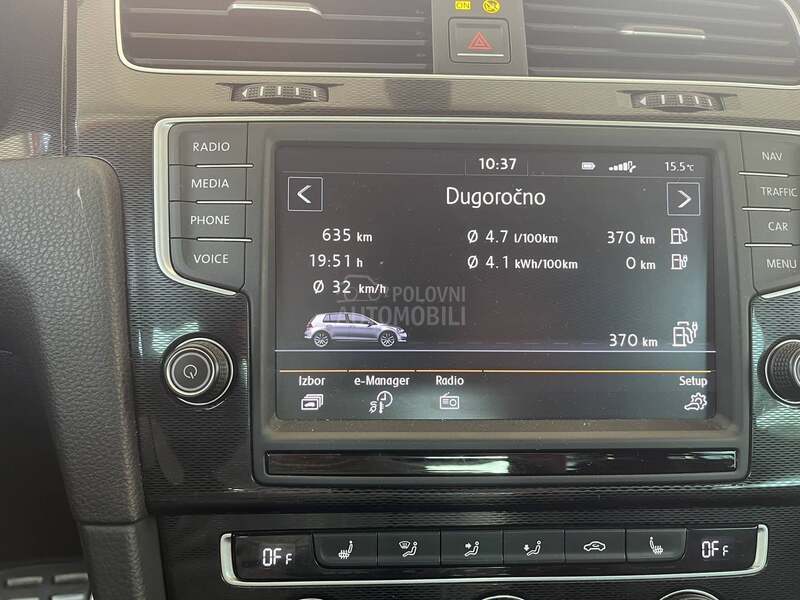 ON
RADIO
MEDIA
PHONE
VOICE
NAV
TRAFFIC
CAR
MENU
10:37
15.5°C
Dugoročno
635 km
Ø 4.7 l/100km
370 km
19:51 h
Ø 4.1 kWh/100km
0 km
Ø 32 km/h
POLOVNI
AUTOMOBILI
370 km
Izbor
e-Manager
Radio
Setup
OFF
OFF